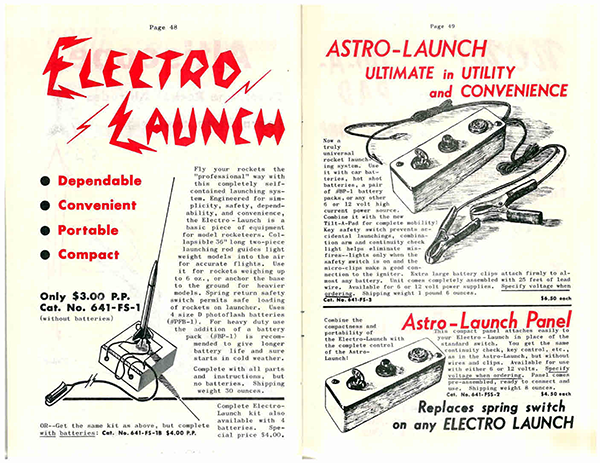 Page 48
ELECTRO
LAUNCH
Dependable
Convenient
Portable
Compact
Only $3.00 P.P.
Cat. No. 641-FS-1
(without batteries)
Fly your rockets the
"professional" way with
this completely self-
contained launching sys-
tem. Engineered for sim-
plicity, safety, depend-
ability, and convenience,
the Electro-Launch is a
basic piece of equipment
for model rocketeers. Col-
lapsible 36" long two-piece
launching rod guides light
weight models into the air
for accurate flights. Use
it for rockets weighing up
to 6 oz., or anchor the base
to the ground for heavier
models. Spring return safety
switch permits safe loading
of rockets on launcher. Uses
4 size D photoflash batteries
(#PB-1). For heavy duty use
the addition of a battery
pack (#BP-1) is recom-
mended to give longer
battery life and sure
starts in cold weather.
Complete with all parts
and instructions, but
no batteries. Shipping
weight 30 ounces.
Complete Electro-
Launch kit also
available with 4
batteries. Spe-
cial price $4.00.
OR--Get the same kit as above, but complete
with batteries: Cat. No. 641-FS-1B $4.00 P.P.
Page 49
ASTRO-LAUNCH
ULTIMATE in UTILITY
and CONVENIENCE
Now a
truly
universal
rocket launch-
ing system. Use
it with car bat-
teries, hot shot
batteries, a pair
of #BP-1 battery
packs, or any other
6 or 12 volt high
current power source.
Combine it with the new
Tilt-A-Pad for complete mobility!
Key safety switch prevents ac-
cidental launchings, combina-
tion arm and continuity check
light helps eliminate mis-
fires--lights only when the
safety switch is on and the
micro-clips make a good con-
nection to the igniter. Extra large battery clips attach firmly to al-
most any battery. Unit comes completely assembled with 25 feet of lead
wire. Available for 6 or 12 volt power supplies. Specify voltage when
ordering. Shipping weight 1 pound 6 ounces.
Cat. No. 641-FS-3 $6.50 each
Combine the
compactness and
portability of
the Electro-Launch with
the complete control
of the Astro-
Launch!
Astro-Launch Panel
This compact panel attaches easily to
your Electro-Launch in place of the
standard switch. You get the same
continuity check, key control, etc.,
as in the Astro-Launch, but without
wires and clips. Available for use
with either 6 or 12 volts. Specify
voltage when ordering. Panel comes
pre-assembled, ready to connect and
use. Shipping weight 8 ounces.
Cat. No. 641-FSS-2 $4.50 each
Replaces spring switch
on any ELECTRO LAUNCH